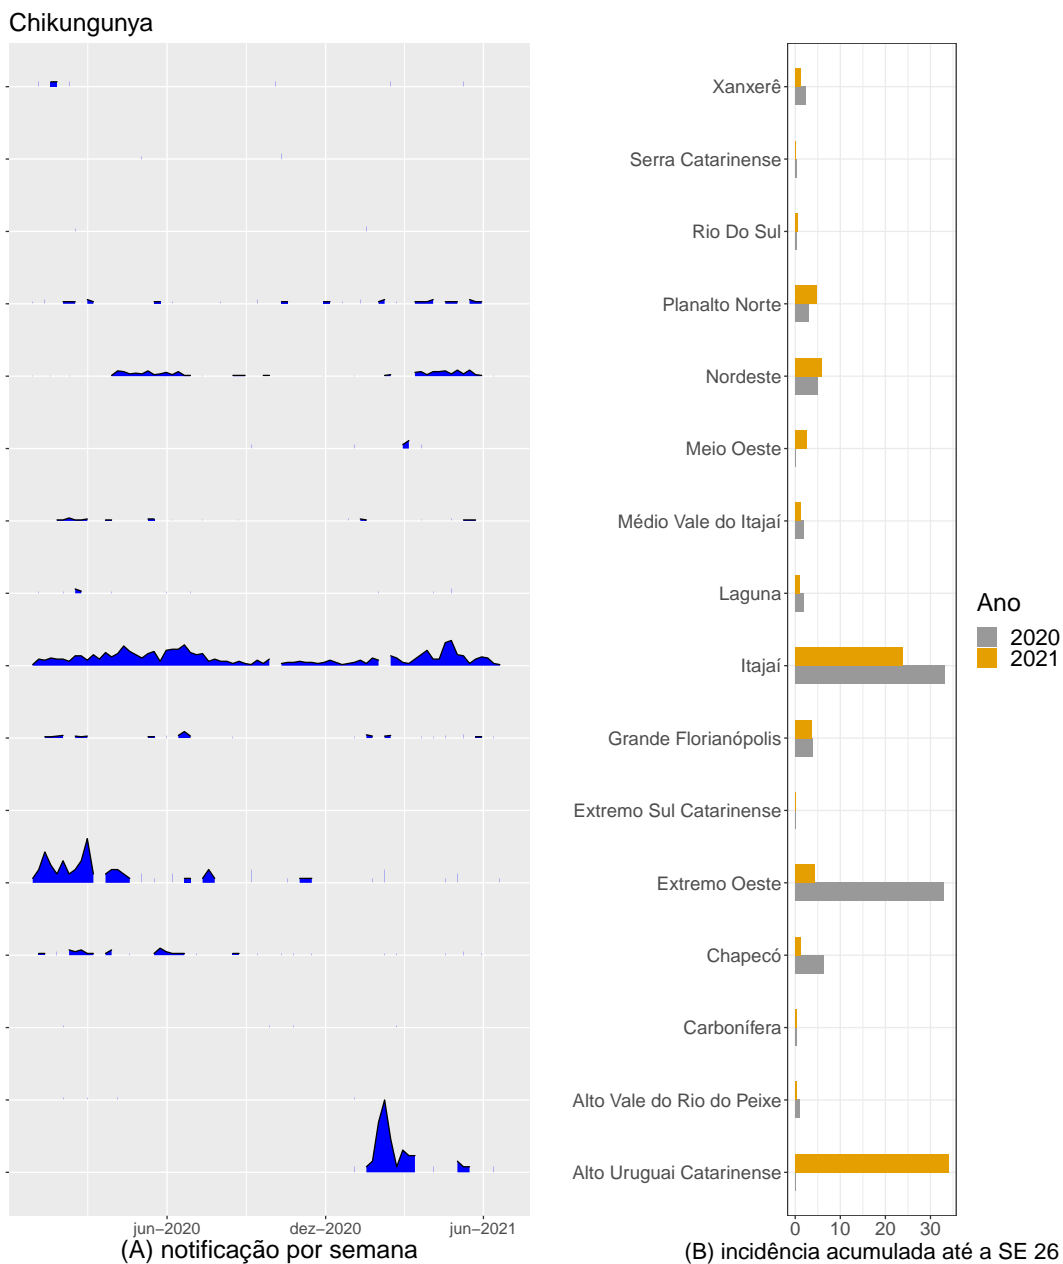 Chikungunya
Xanxerê
Serra Catarinense
Rio Do Sul
Planalto Norte
Nordeste
Meio Oeste
Médio Vale do Itajaí
Laguna
Itajaí
Grande Florianópolis
Extremo Sul Catarinense
Extremo Oeste
Chapecó
Carbonífera
Alto Vale do Rio do Peixe
Alto Uruguai Catarinense
Ano
2020
2021
jun−2020 dez−2020 jun−2021
(A) notificação por semana
0 10 20 30
(B) incidência acumulada até a SE 26